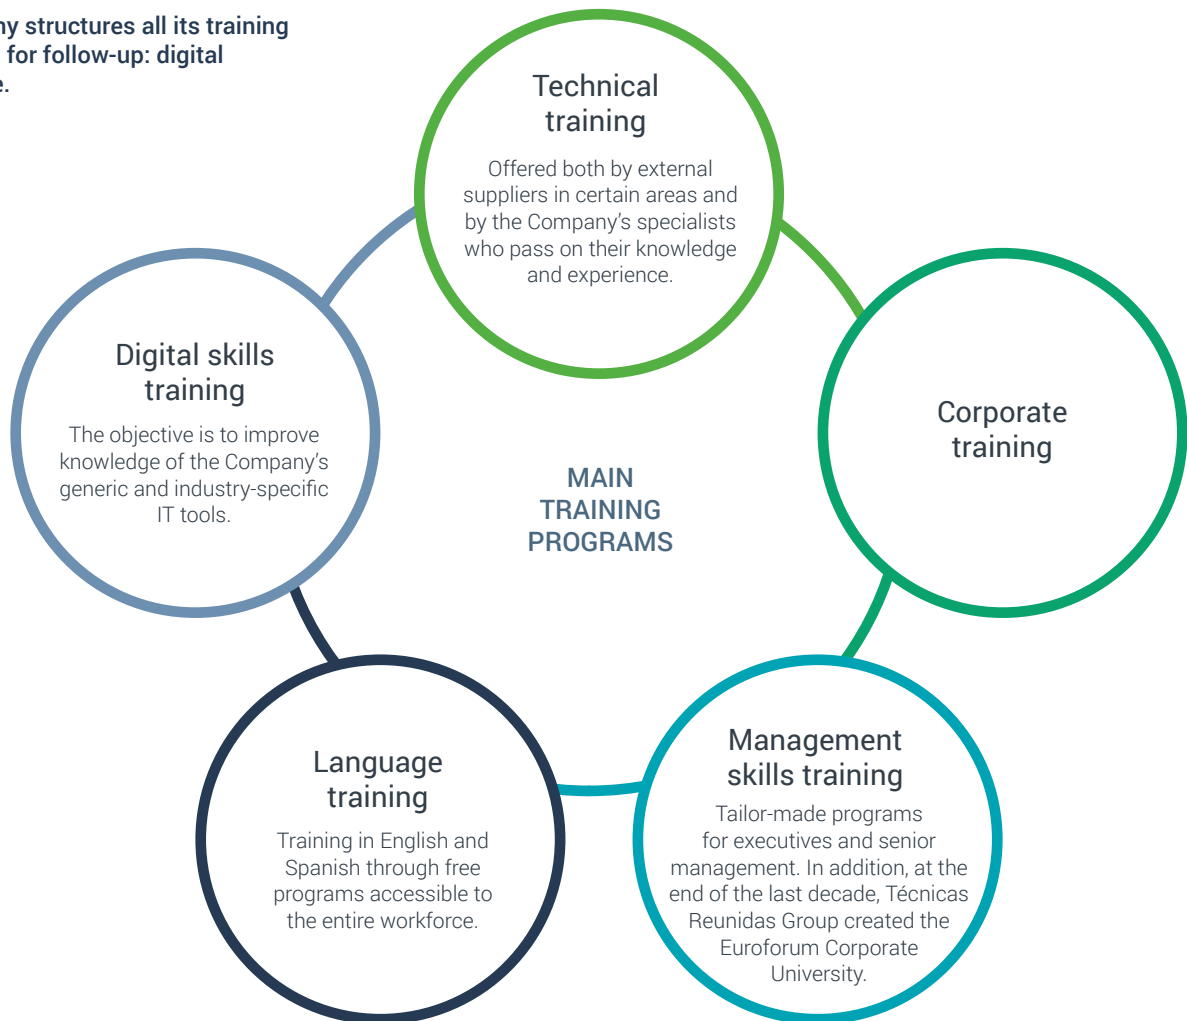 ny structures all its training
for follow-up: digital
e.
Technical
training
Offered both by external
suppliers in certain areas and
by the Company's specialists
who pass on their knowledge
and experience.
Digital skills
training
The objective is to improve
knowledge of the Company's
generic and industry-specific
IT tools.
Corporate
training
MAIN
TRAINING
PROGRAMS
Language
training
Training in English and
Spanish through free
programs accessible to
the entire workforce.
Management
skills training
Tailor-made programs
for executives and senior
management. In addition, at the
end of the last decade, Técnicas
Reunidas Group created the
Euroforum Corporate
University.